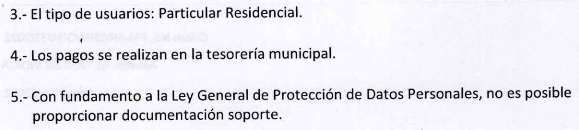 3.- El tipo de usuarios: Particular Residencial.
4.- Los pagos se realizan en la tesorería municipal.
5.- Con fundamento a la Ley General de Protección de Datos Personales, no es posible
proporcionar documentación soporte.